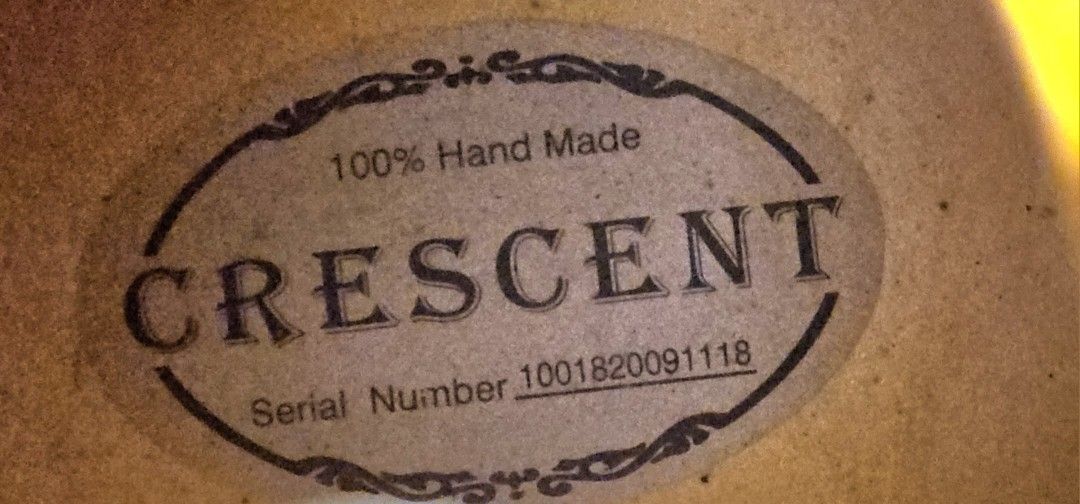 100% Hand Made
CRESCENT
Serial Number 1001820091118